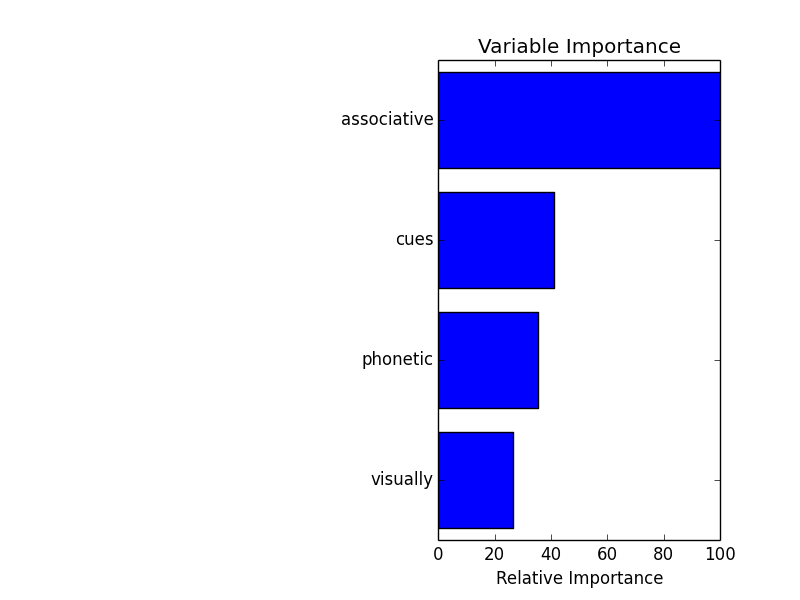 Variable Importance
associative
cues
phonetic
visually
0 20 40 60 80 100
Relative Importance